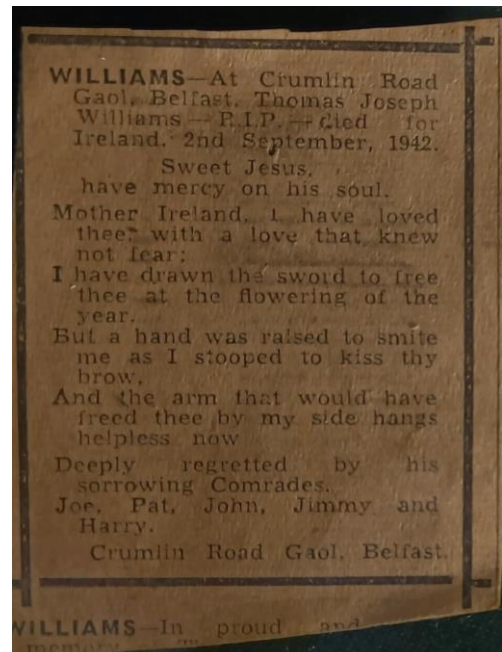 WILLIAMS—At Crumlin Road
Gaol, Belfast, Thomas Joseph
Williams — R.I.P. — died for
Ireland, 2nd September, 1942.
Sweet Jesus,
have mercy on his soul.
Mother Ireland, I have loved
thee, with a love that knew
not fear;
I have drawn the sword to free
thee at the flowering of the
year.
But a hand was raised to smite
me as I stooped to kiss thy
brow,
And the arm that would have
freed thee by my side hangs
helpless now
Deeply regretted by his
sorrowing Comrades,
Joe, Pat, John, Jimmy and
Harry.
Crumlin Road Gaol, Belfast.
WILLIAMS—In proud and
memory